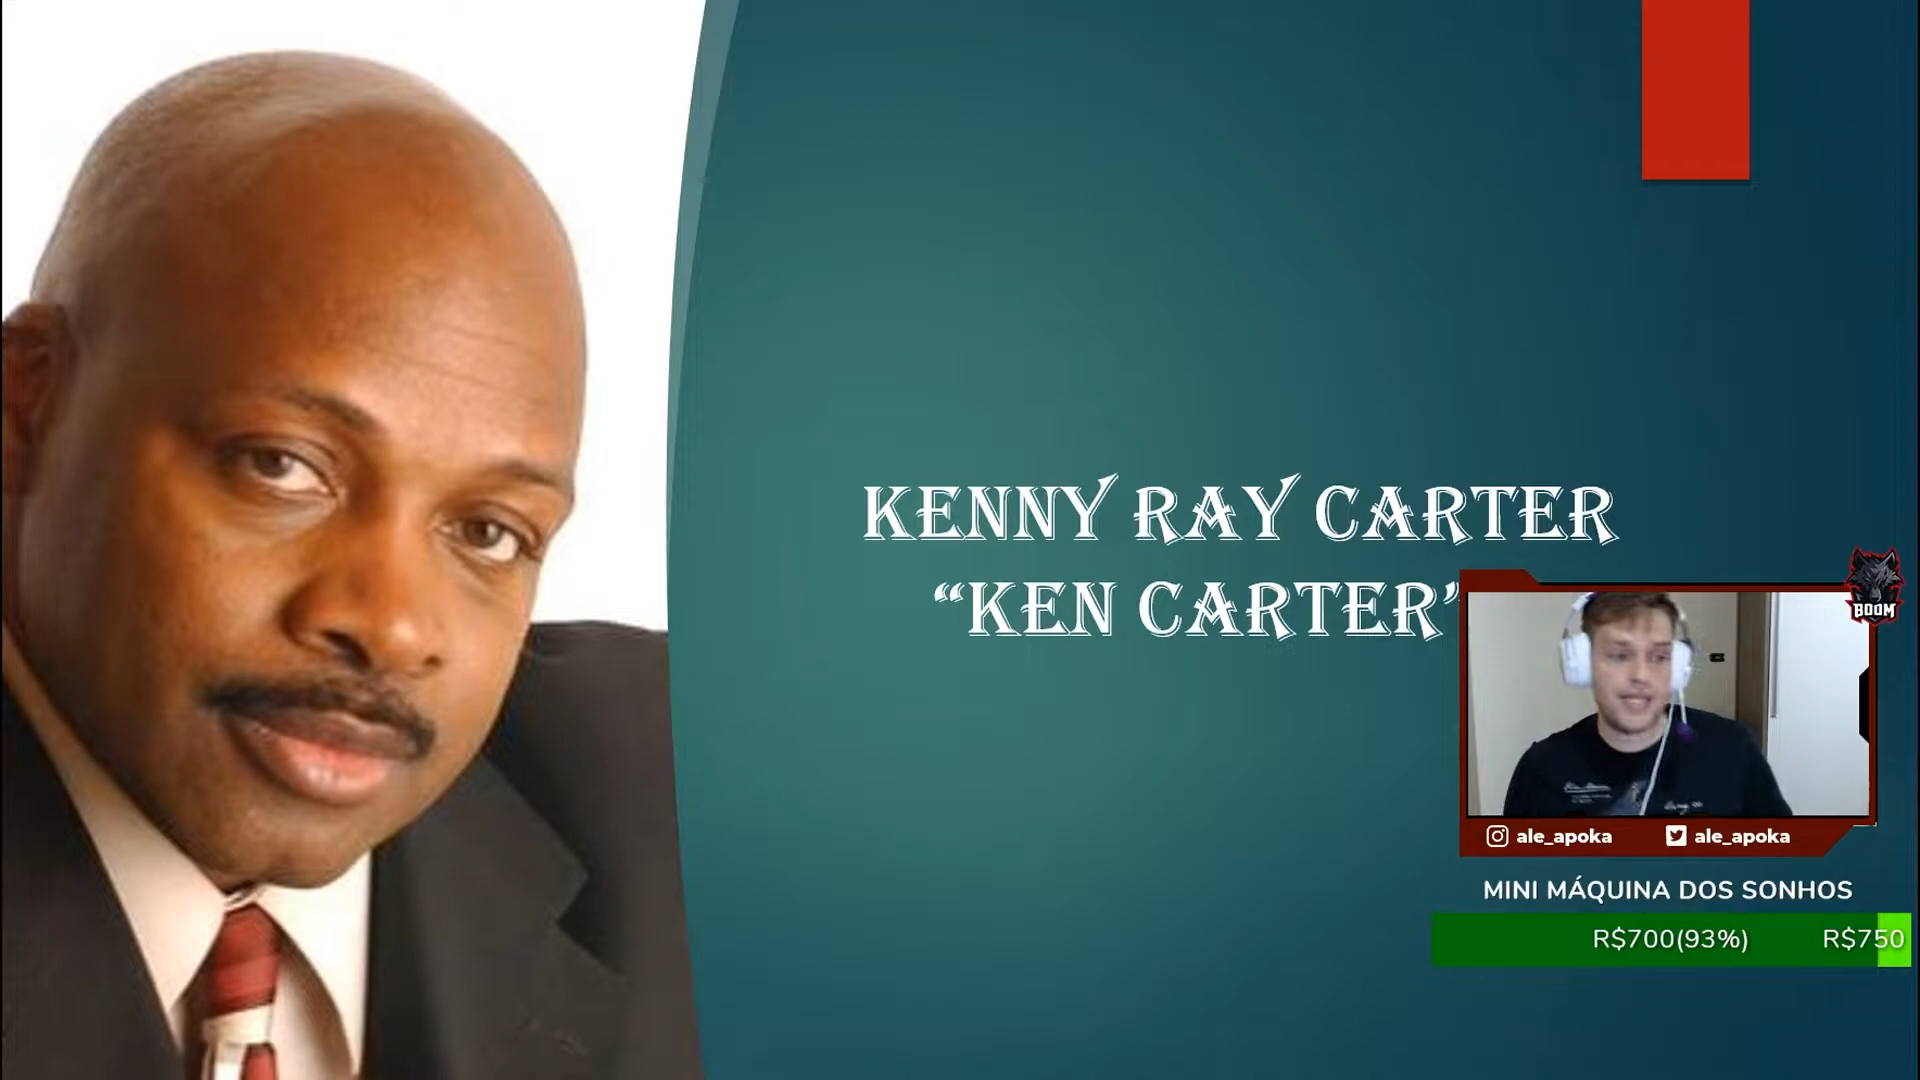 KENNY RAY CARTER
“KEN CARTER”
BOOM
ale_apoka
ale_apoka
MINI MÁQUINA DOS SONHOS
R$700(93%)
R$750